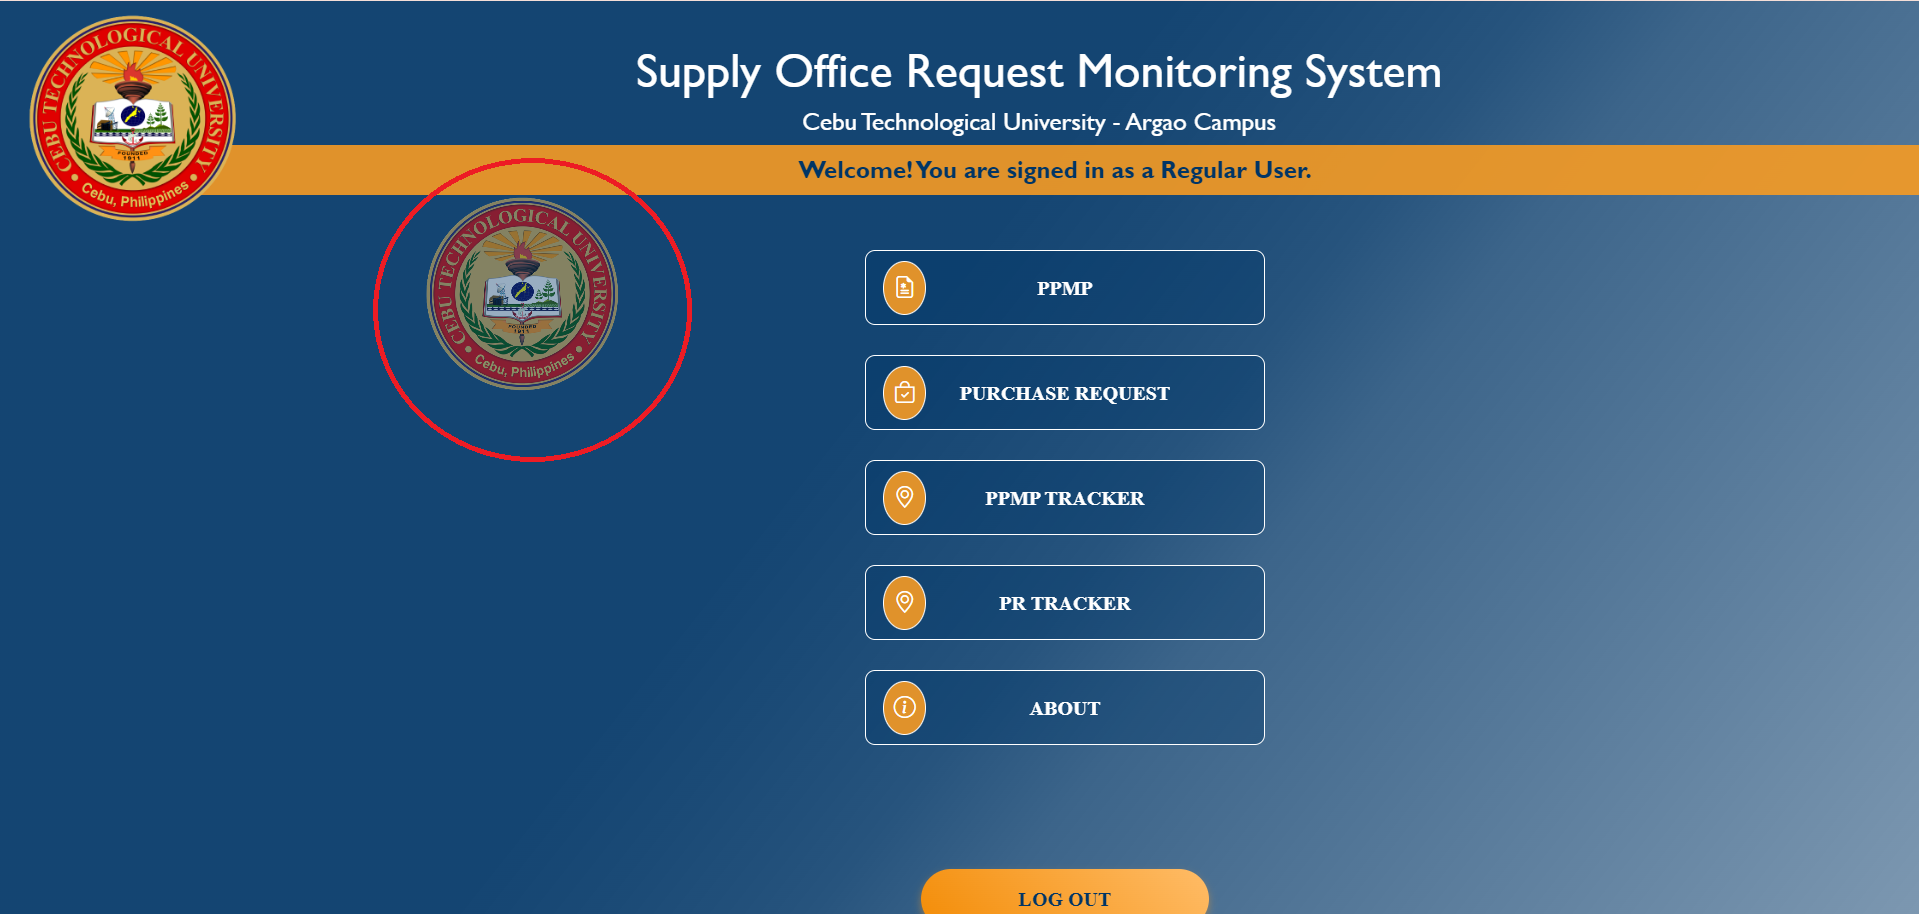 CEBU TECHNOLOGICAL UNIVERSITY
FOUNDED
1911
Cebu, Philippines
Supply Office Request Monitoring System
Cebu Technological University - Argao Campus
Welcome! You are signed in as a Regular User.
CEBU TECHNOLOGICAL UNIVERSITY
FOUNDED
1911
Cebu, Philippines
PPMP
PURCHASE REQUEST
PPMP TRACKER
PR TRACKER
ABOUT
LOG OUT